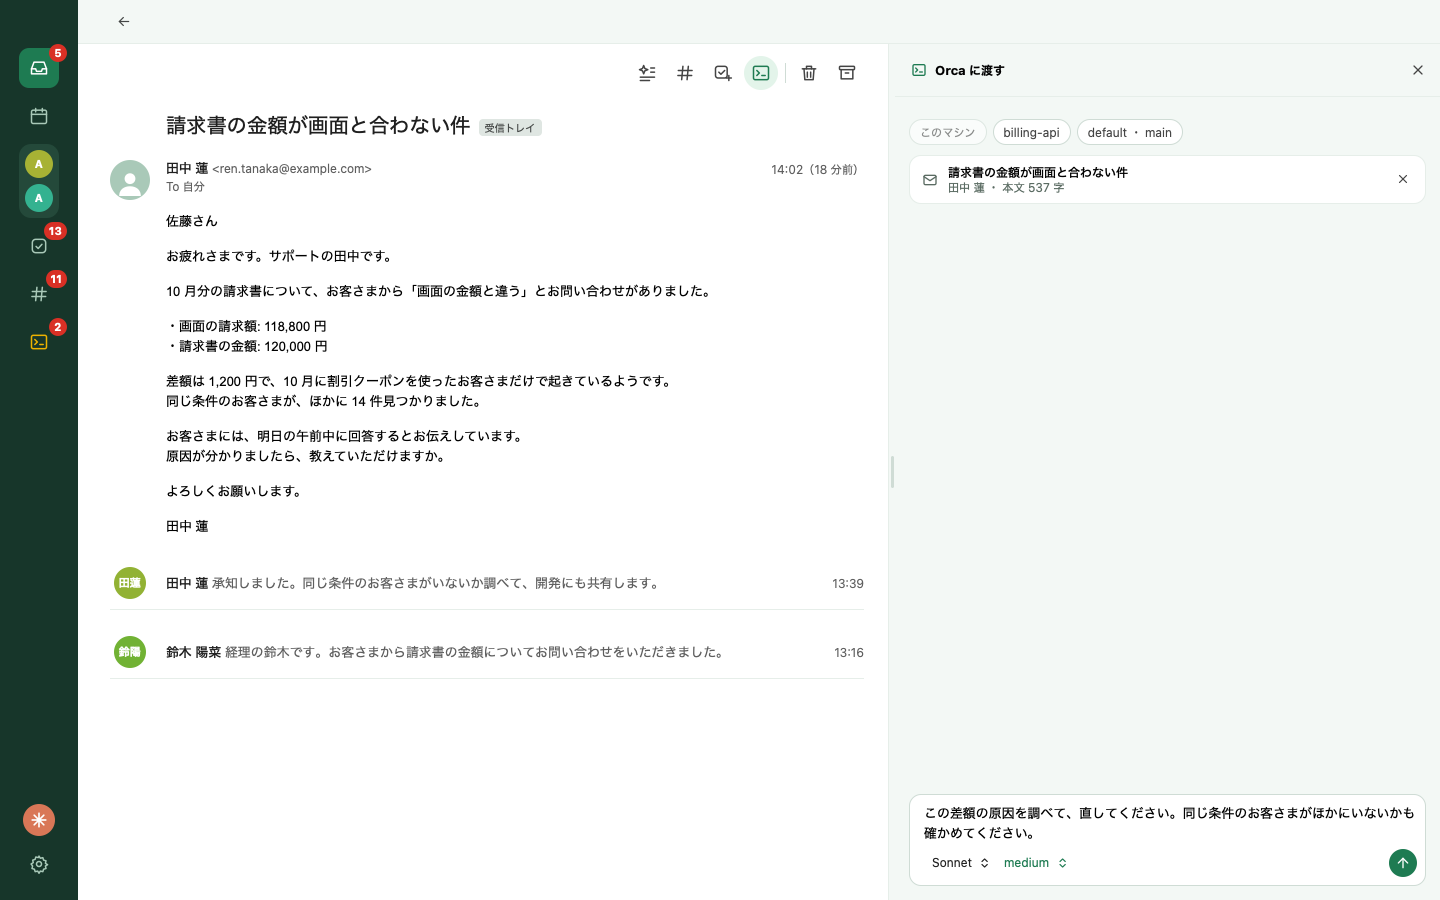 5
A
A
13
11
2
請求書の金額が画面と合わない件 受信トレイ
田中 蓮 <ren.tanaka@example.com> 14:02（18 分前）
To 自分
佐藤さん
お疲れさまです。サポートの田中です。
10 月分の請求書について、お客さまから「画面の金額と違う」とお問い合わせがありました。
・画面の請求額: 118,800 円
・請求書の金額: 120,000 円
差額は 1,200 円で、10 月に割引クーポンを使ったお客さまだけで起きているようです。
同じ条件のお客さまが、ほかに 14 件見つかりました。
お客さまには、明日の午前中に回答するとお伝えしています。
原因が分かりましたら、教えていただけますか。
よろしくお願いします。
田中 蓮
田蓮 田中 蓮 承知しました。同じ条件のお客さまがいないか調べて、開発にも共有します。 13:39
鈴陽 鈴木 陽菜 経理の鈴木です。お客さまから請求書の金額についてお問い合わせをいただきました。 13:16
Orca に渡す
このマシン billing-api default ・ main
請求書の金額が画面と合わない件
田中 蓮 ・ 本文 537 字
この差額の原因を調べて、直してください。同じ条件のお客さまがほかにいないかも
確かめてください。
Sonnet medium